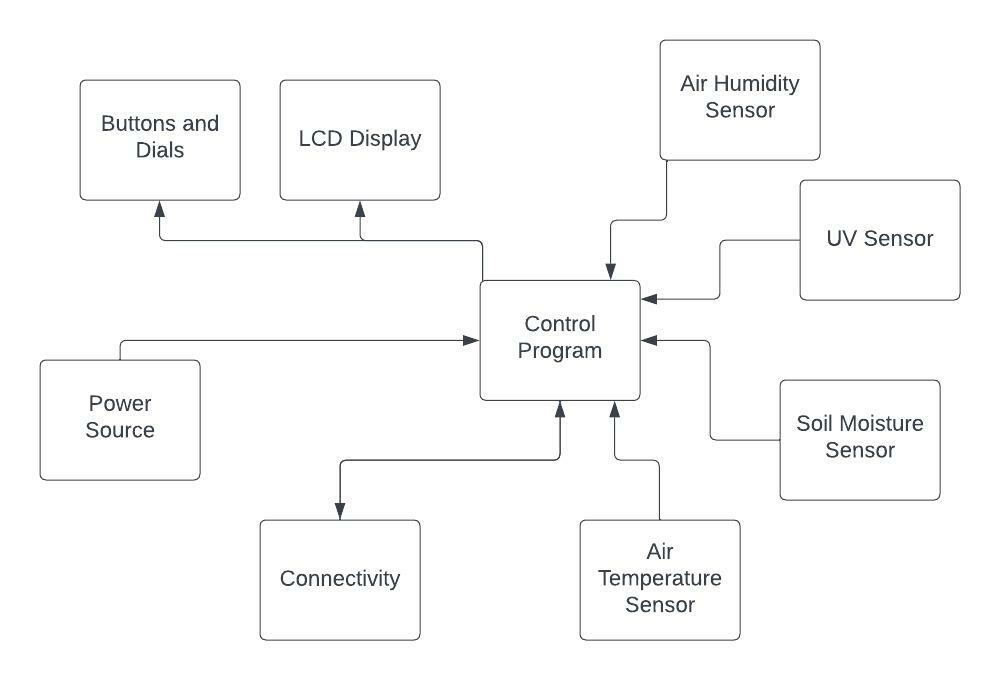 Air Humidity
Sensor
Buttons and
Dials
LCD Display
UV Sensor
Control
Program
Power
Source
Soil Moisture
Sensor
Connectivity
Air
Temperature
Sensor